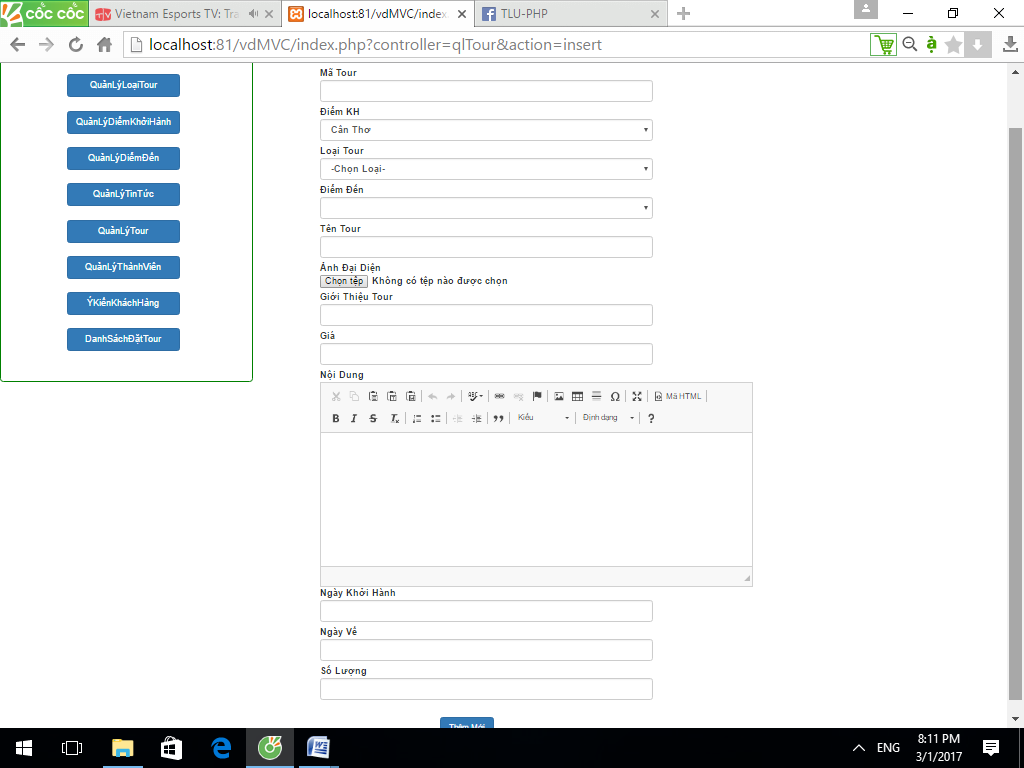 cốc cốc
Vietnam Esports TV: Tra
localhost:81/vdMVC/index.
TLU-PHP
localhost:81/vdMVC/index.php?controller=qlTour&action=insert
QuảnLýLoạiTour
QuảnLýĐiểmKhởiHành
QuảnLýĐiểmĐến
QuảnLýTinTức
QuảnLýTour
QuảnLýThànhViên
ÝKiếnKháchHàng
DanhSáchĐặtTour
Mã Tour
Điểm KH
Cần Thơ
Loại Tour
-Chọn Loại-
Điểm Đến
Tên Tour
Ảnh Đại Diện
Chọn tệp Không có tệp nào được chọn
Giới Thiệu Tour
Giá
Nội Dung
Mã HTML
Kiểu
Định dạng
Ngày Khởi Hành
Ngày Về
Số Lượng
Thêm Mới
ENG
8:11 PM
3/1/2017